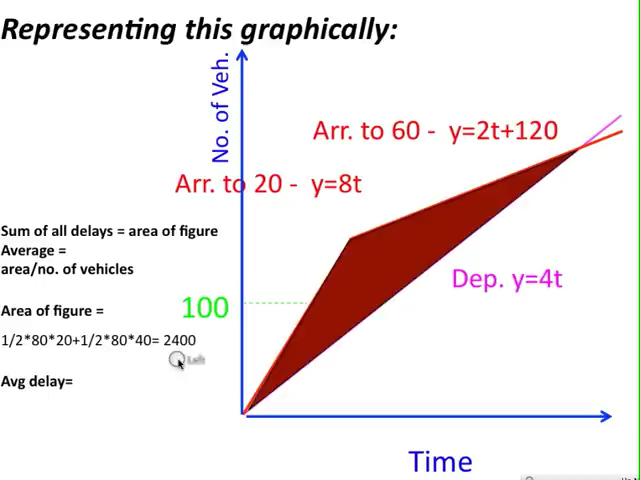 Representing this graphically:
No. of Veh.
Arr. to 60 - y=2t+120
Arr. to 20 - y=8t
Sum of all delays = area of figure
Average =
area/no. of vehicles
Dep. y=4t
Area of figure =
100
1/2*80*20+1/2*80*40= 2400
Left
Avg delay=
Time